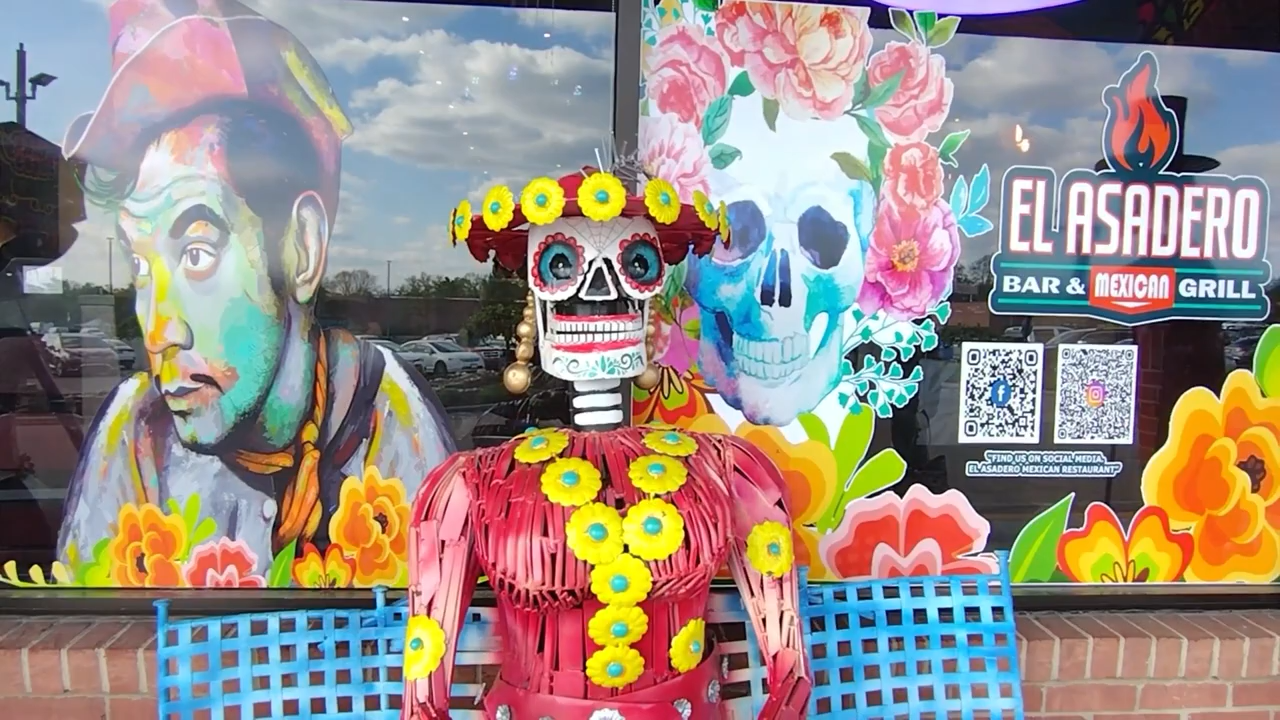 EL ASADERO
BAR & MEXICAN GRILL
"FIND US ON SOCIAL MEDIA.
EL ASADERO MEXICAN RESTAURANT"